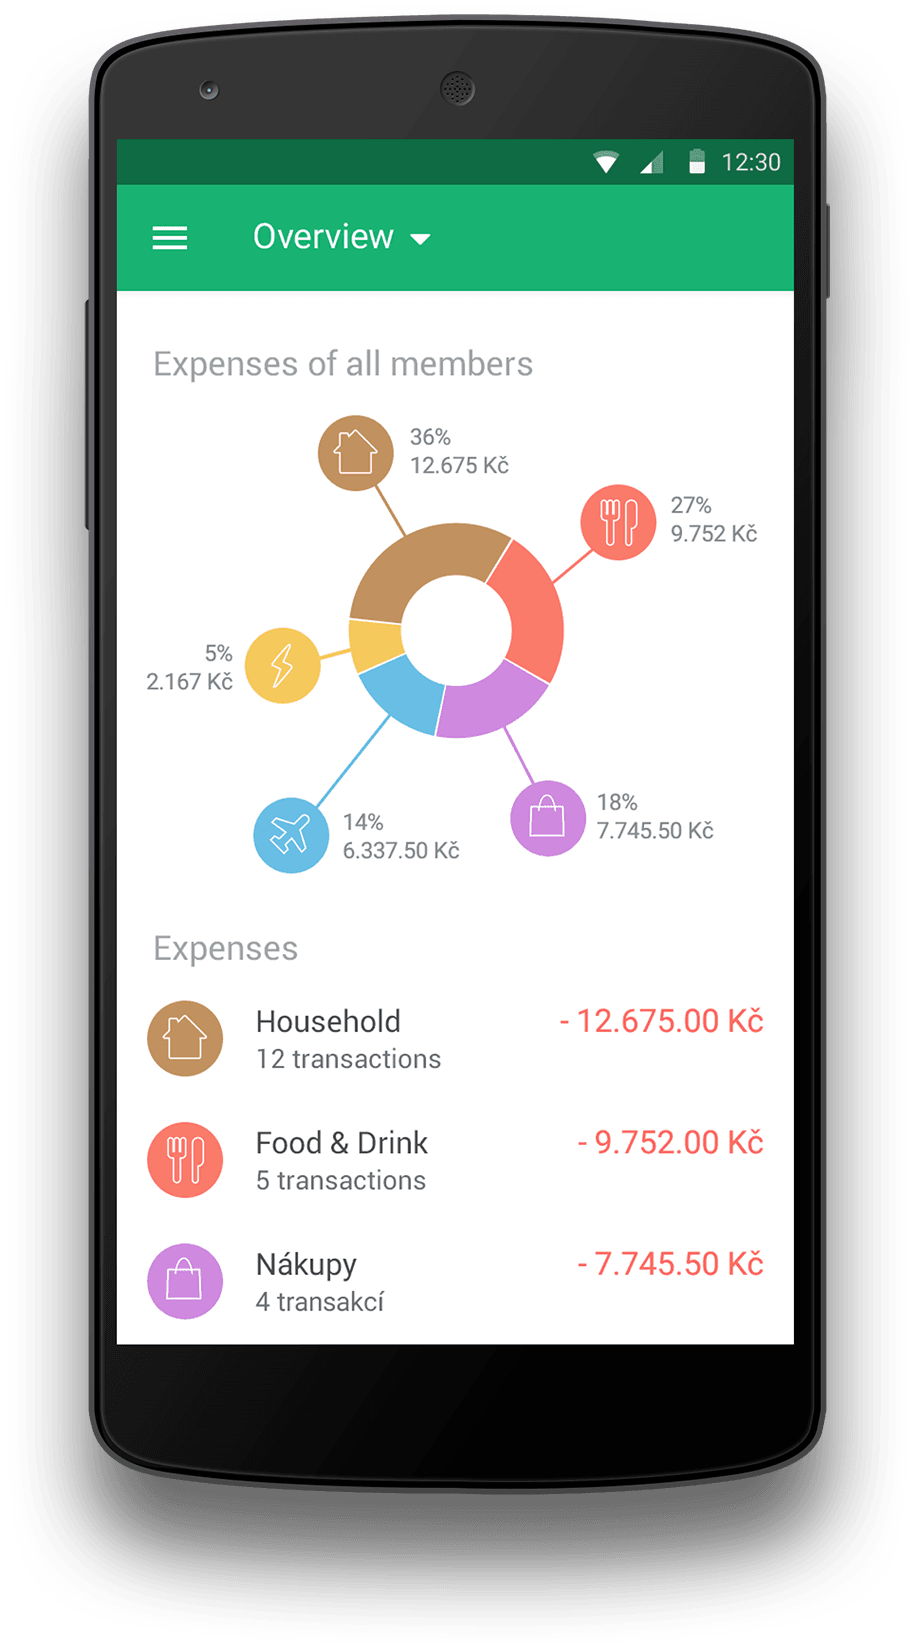 12:30
Overview
Expenses of all members
36%
12.675 Kč
27%
9.752 Kč
5%
2.167 Kč
18%
7.745.50 Kč
14%
6.337.50 Kč
Expenses
Household - 12.675.00 Kč
12 transactions
Food & Drink - 9.752.00 Kč
5 transactions
Nákupy - 7.745.50 Kč
4 transakcí